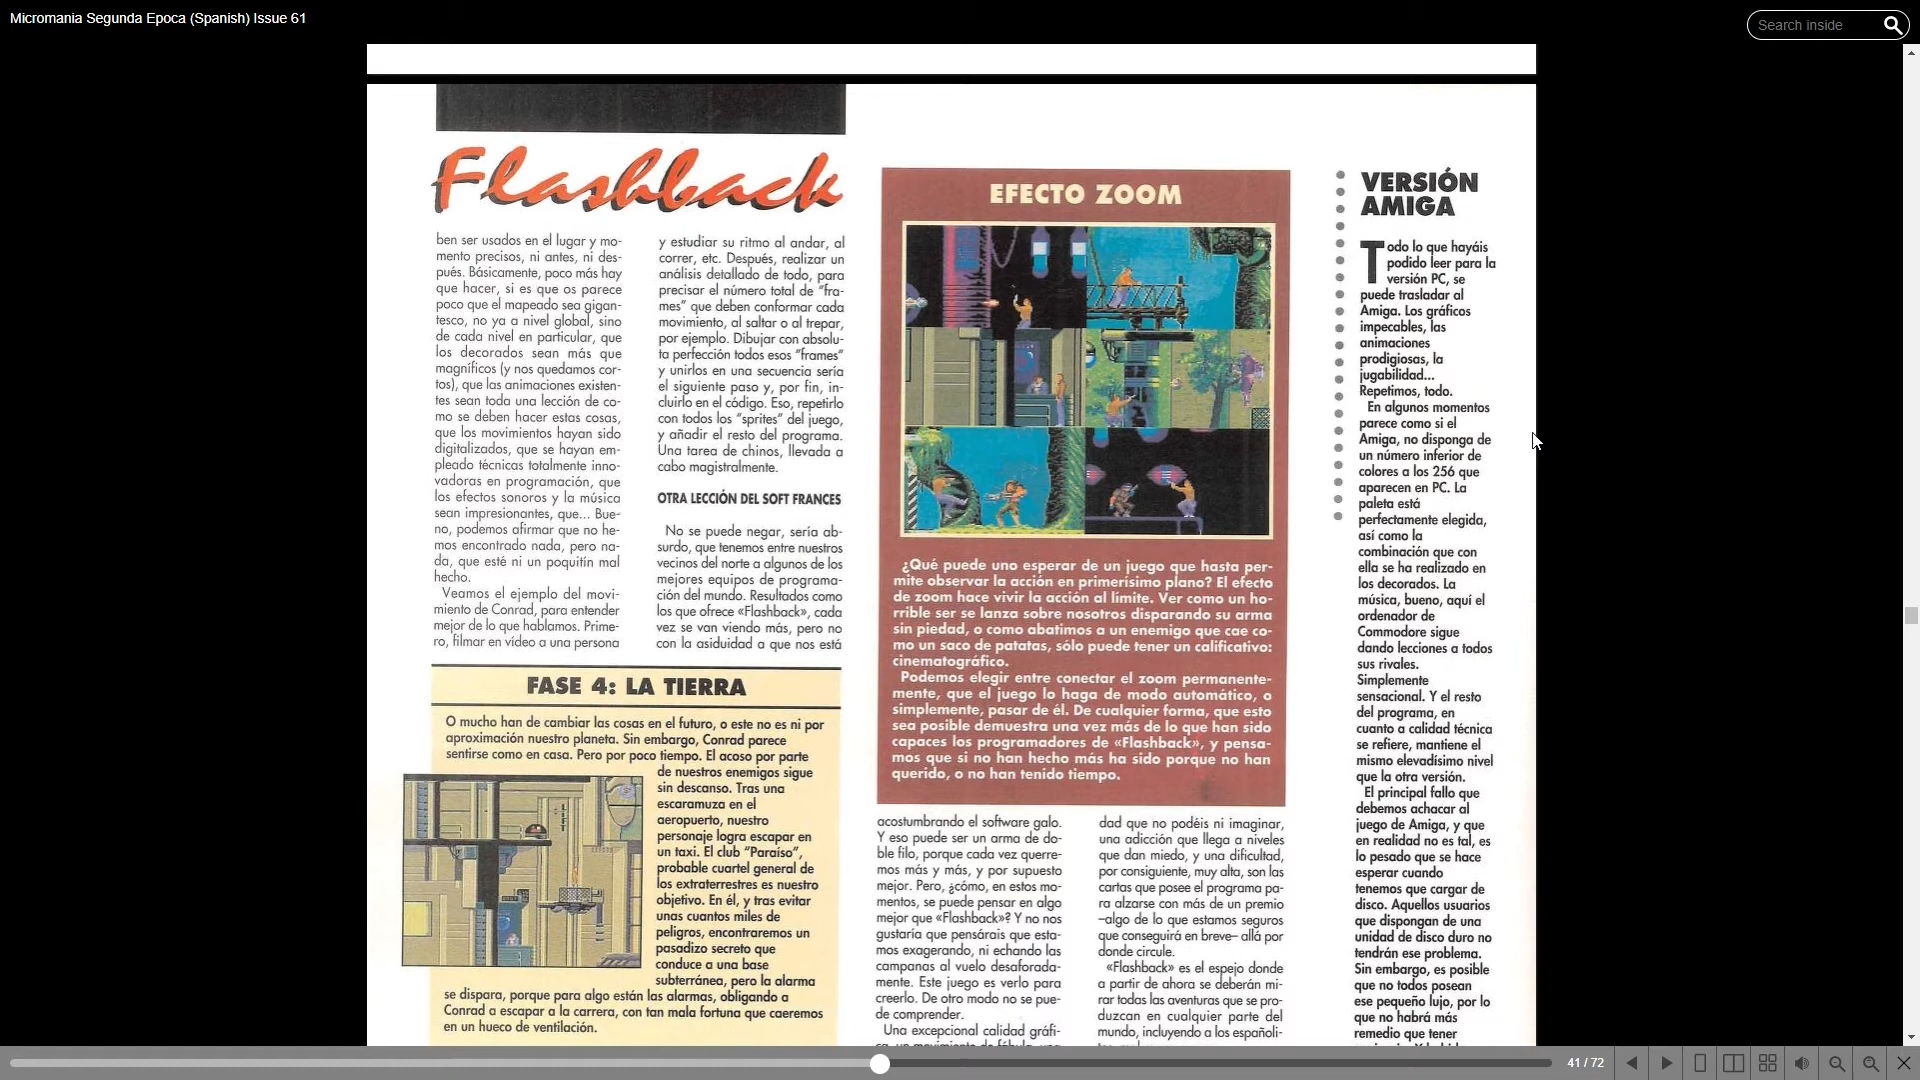 Micromania Segunda Epoca (Spanish) Issue 61
Search inside
Flashback
ben ser usados en el lugar y mo-
mento precisos, ni antes, ni des-
pués. Básicamente, poco más hay
que hacer, si es que os parece
poco que el mapeado sea gigan-
tesco, no ya a nivel global, sino
de cada nivel en particular, que
los decorados sean más que
magníficos (y nos quedamos cor-
tos), que las animaciones existen-
tes sean toda una lección de co-
mo se deben hacer estas cosas,
que los movimientos hayan sido
digitalizados, que se hayan em-
pleado técnicas totalmente inno-
vadoras en programación, que
los efectos sonoros y la música
sean impresionantes, que... Bue-
no, podemos afirmar que no he-
mos encontrado nada, pero na-
da, que esté ni un poquitín mal
hecho.
Veamos el ejemplo del movi-
miento de Conrad, para entender
mejor de lo que hablamos. Prime-
ro, filmar en vídeo a una persona
y estudiar su ritmo al andar, al
correr, etc. Después, realizar un
análisis detallado de todo, para
precisar el número total de "fra-
mes" que deben conformar cada
movimiento, al saltar o al trepar,
por ejemplo. Dibujar con absolu-
ta perfección todos esos "frames"
y unirlos en una secuencia sería
el siguiente paso y, por fin, in-
cluirlo en el código. Eso, repetirlo
con todos los "sprites" del juego,
y añadir el resto del programa.
Una tarea de chinos, llevada a
cabo magistralmente.
OTRA LECCIÓN DEL SOFT FRANCES
No se puede negar, sería ab-
surdo, que tenemos entre nuestros
vecinos del norte a algunos de los
mejores equipos de programa-
ción del mundo. Resultados como
los que ofrece «Flashback», cada
vez se van viendo más, pero no
con la asiduidad a que nos está
FASE 4: LA TIERRA
O mucho han de cambiar las cosas en el futuro, o este no es ni por
aproximación nuestro planeta. Sin embargo, Conrad parece
sentirse como en casa. Pero por poco tiempo. El acoso por parte
de nuestros enemigos sigue
sin descanso. Tras una
escaramuza en el
aeropuerto, nuestro
personaje logra escapar en
un taxi. El club "Paraíso",
probable cuartel general de
los extraterrestres es nuestro
objetivo. En él, y tras evitar
unas cuantos miles de
peligros, encontraremos un
pasadizo secreto que
conduce a una base
subterránea, pero la alarma
se dispara, porque para algo están las alarmas, obligando a
Conrad a escapar a la carrera, con tan mala fortuna que caeremos
en un hueco de ventilación.
EFECTO ZOOM
¿Qué puede uno esperar de un juego que hasta per-
mite observar la acción en primerísimo plano? El efecto
de zoom hace vivir la acción al límite. Ver como un ho-
rrible ser se lanza sobre nosotros disparando su arma
sin piedad, o como abatimos a un enemigo que cae co-
mo un saco de patatas, sólo puede tener un calificativo:
cinematográfico.
Podemos elegir entre conectar el zoom permanente-
mente, que el juego lo haga de modo automático, o
simplemente, pasar de él. De cualquier forma, que esto
sea posible demuestra una vez más de lo que han sido
capaces los programadores de «Flashback», y pensa-
mos que si no han hecho más ha sido porque no han
querido, o no han tenido tiempo.
acostumbrando el software galo.
Y eso puede ser un arma de do-
ble filo, porque cada vez querre-
mos más y más, y por supuesto
mejor. Pero, ¿cómo, en estos mo-
mentos, se puede pensar en algo
mejor que «Flashback»? Y no nos
gustaría que pensárais que esta-
mos exagerando, ni echando las
campanas al vuelo desaforada-
mente. Este juego es verlo para
creerlo. De otro modo no se pue-
de comprender.
Una excepcional calidad gráfi-
ca, un movimiento de fábula, una
dad que no podéis ni imaginar,
una adicción que llega a niveles
que dan miedo, y una dificultad,
por consiguiente, muy alta, son las
cartas que posee el programa pa-
ra alzarse con más de un premio
–algo de lo que estamos seguros
que conseguirá en breve– allá por
donde circule.
«Flashback» es el espejo donde
a partir de ahora se deberán mi-
rar todas las aventuras que se pro-
duzcan en cualquier parte del
mundo, incluyendo a los españoli-
VERSIÓN
AMIGA
Todo lo que hayáis
podido leer para la
versión PC, se
puede trasladar al
Amiga. Los gráficos
impecables, las
animaciones
prodigiosas, la
jugabilidad...
Repetimos, todo.
En algunos momentos
parece como si el
Amiga, no disponga de
un número inferior de
colores a los 256 que
aparecen en PC. La
paleta está
perfectamente elegida,
así como la
combinación que con
ella se ha realizado en
los decorados. La
música, bueno, aquí el
ordenador de
Commodore sigue
dando lecciones a todos
sus rivales.
Simplemente
sensacional. Y el resto
del programa, en
cuanto a calidad técnica
se refiere, mantiene el
mismo elevadísimo nivel
que la otra versión.
El principal fallo que
debemos achacar al
juego de Amiga, y que
en realidad no es tal, es
lo pesado que se hace
esperar cuando
tenemos que cargar de
disco. Aquellos usuarios
que dispongan de una
unidad de disco duro no
tendrán ese problema.
Sin embargo, es posible
que no todos posean
ese pequeño lujo, por lo
que no habrá más
remedio que tener
41 / 72